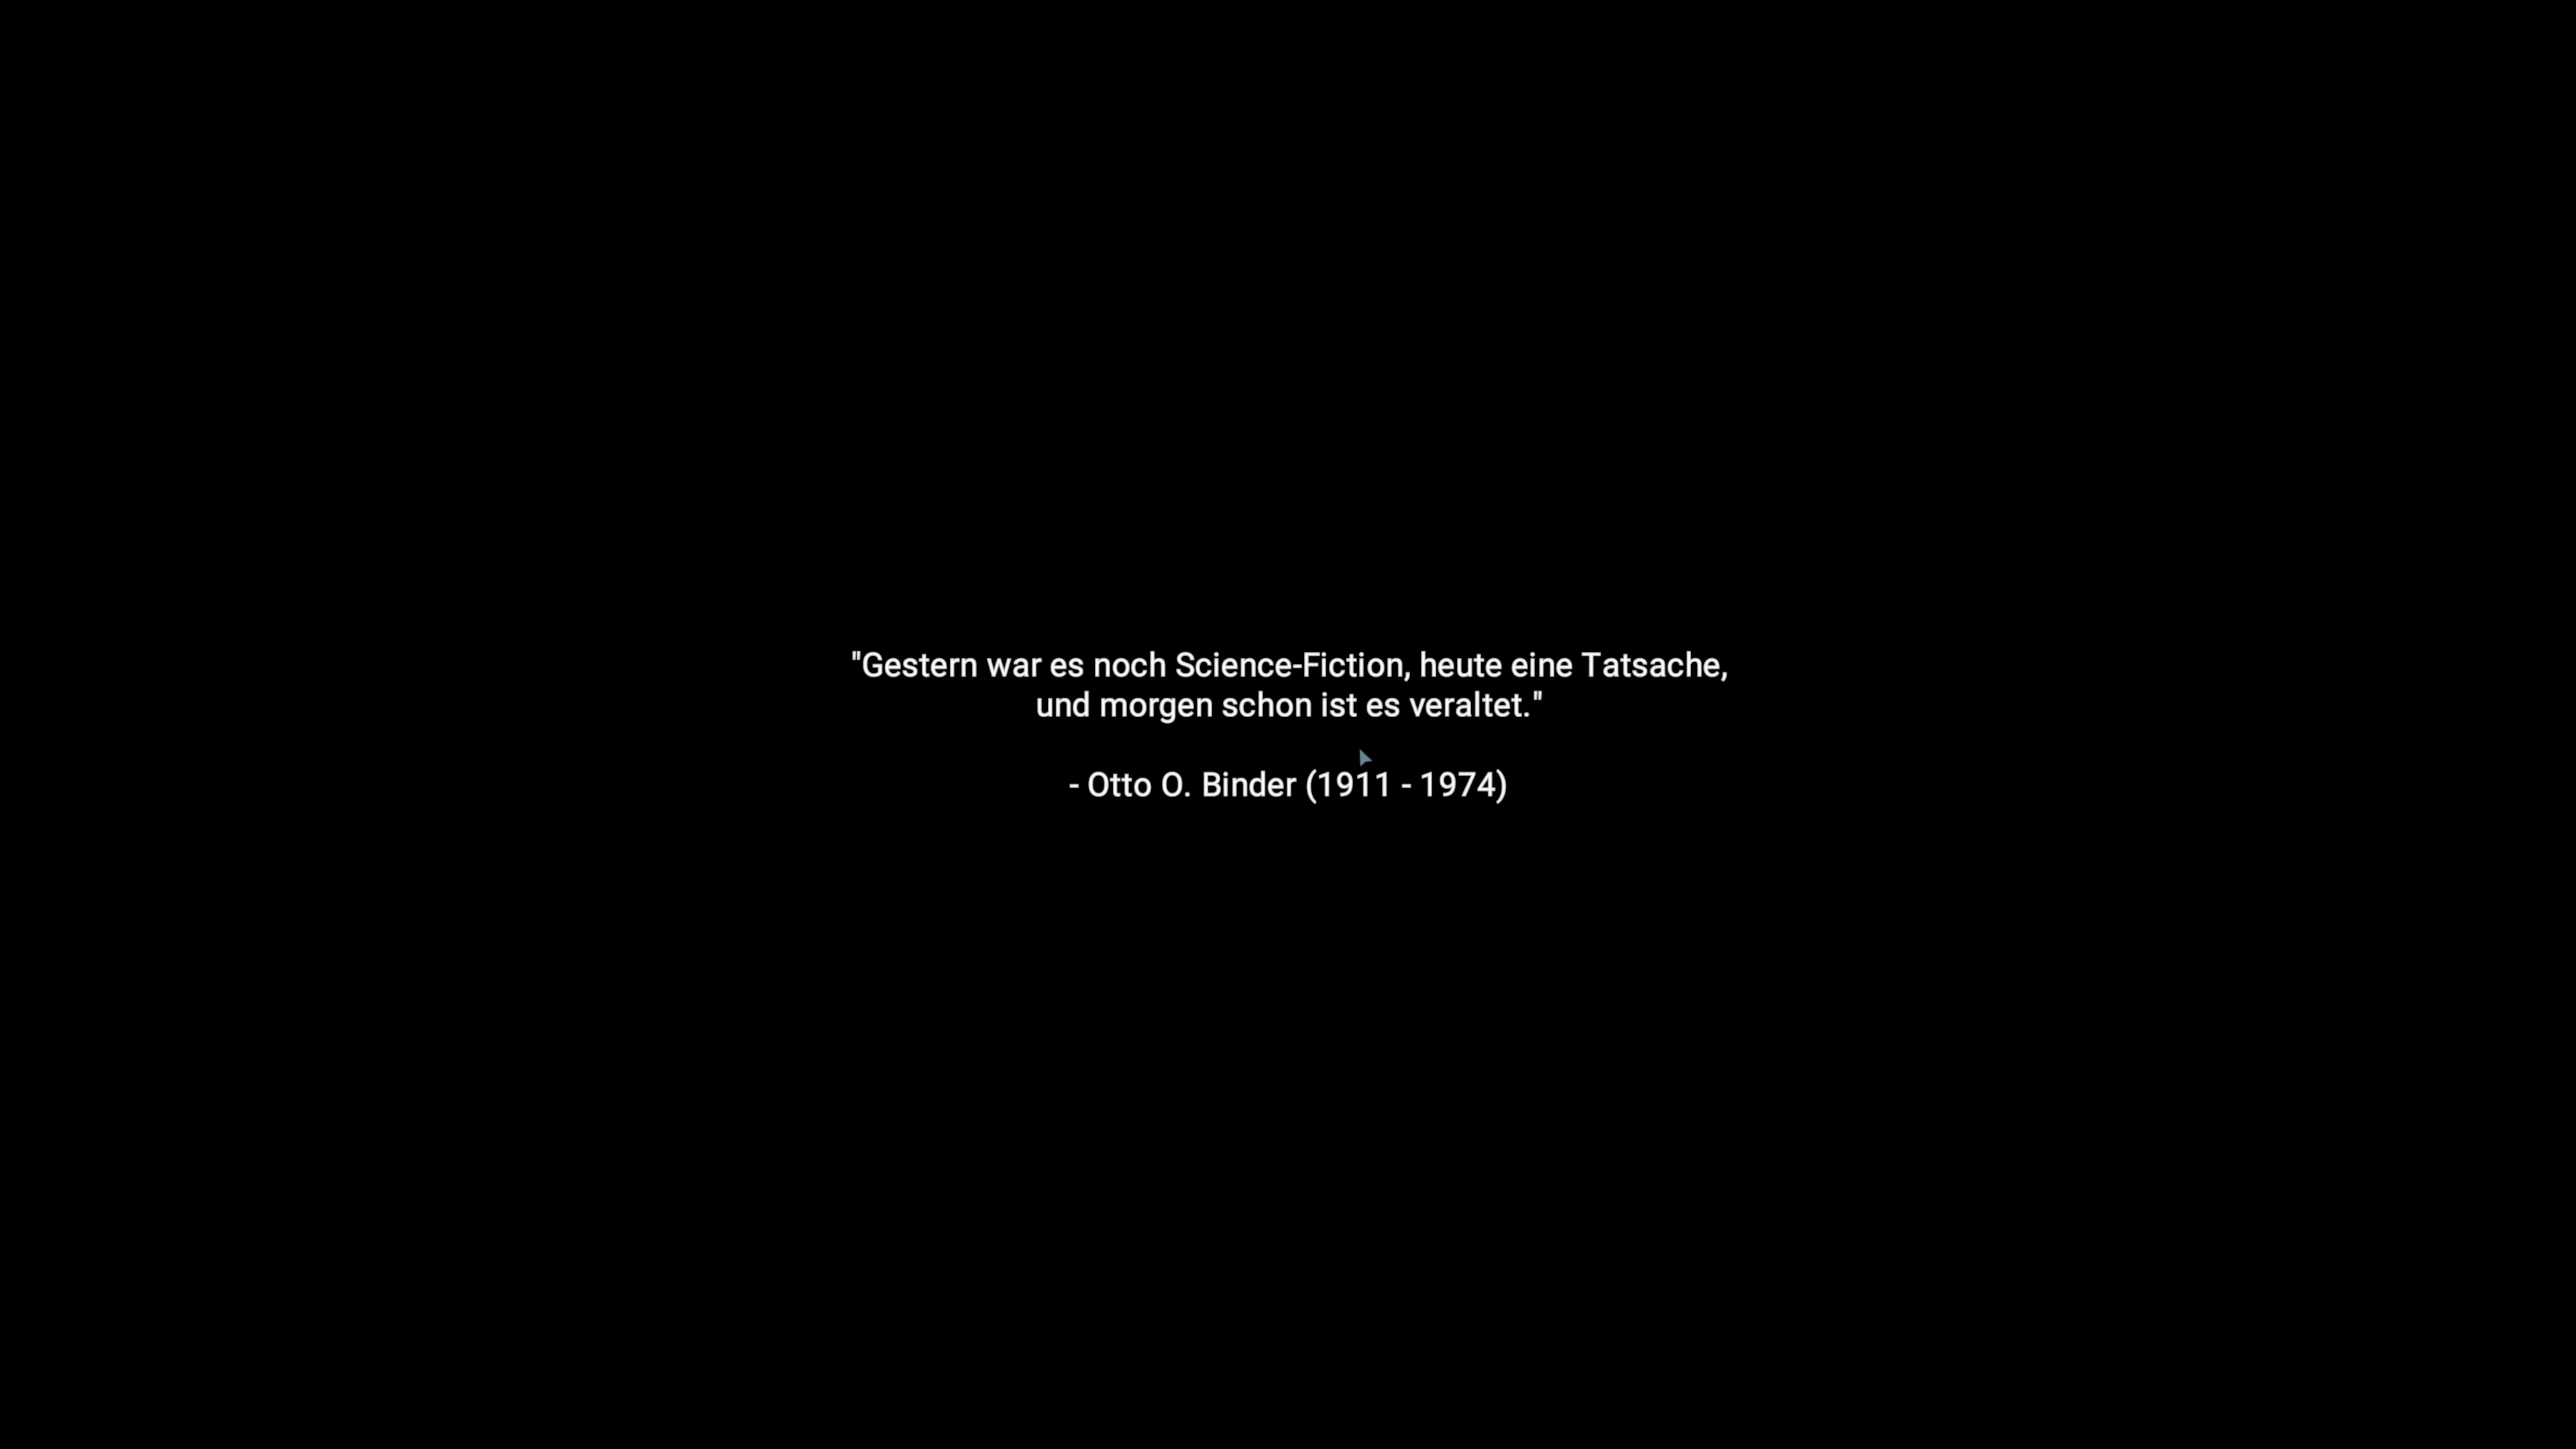 "Gestern war es noch Science-Fiction, heute eine Tatsache,
und morgen schon ist es veraltet."
- Otto O. Binder (1911 - 1974)